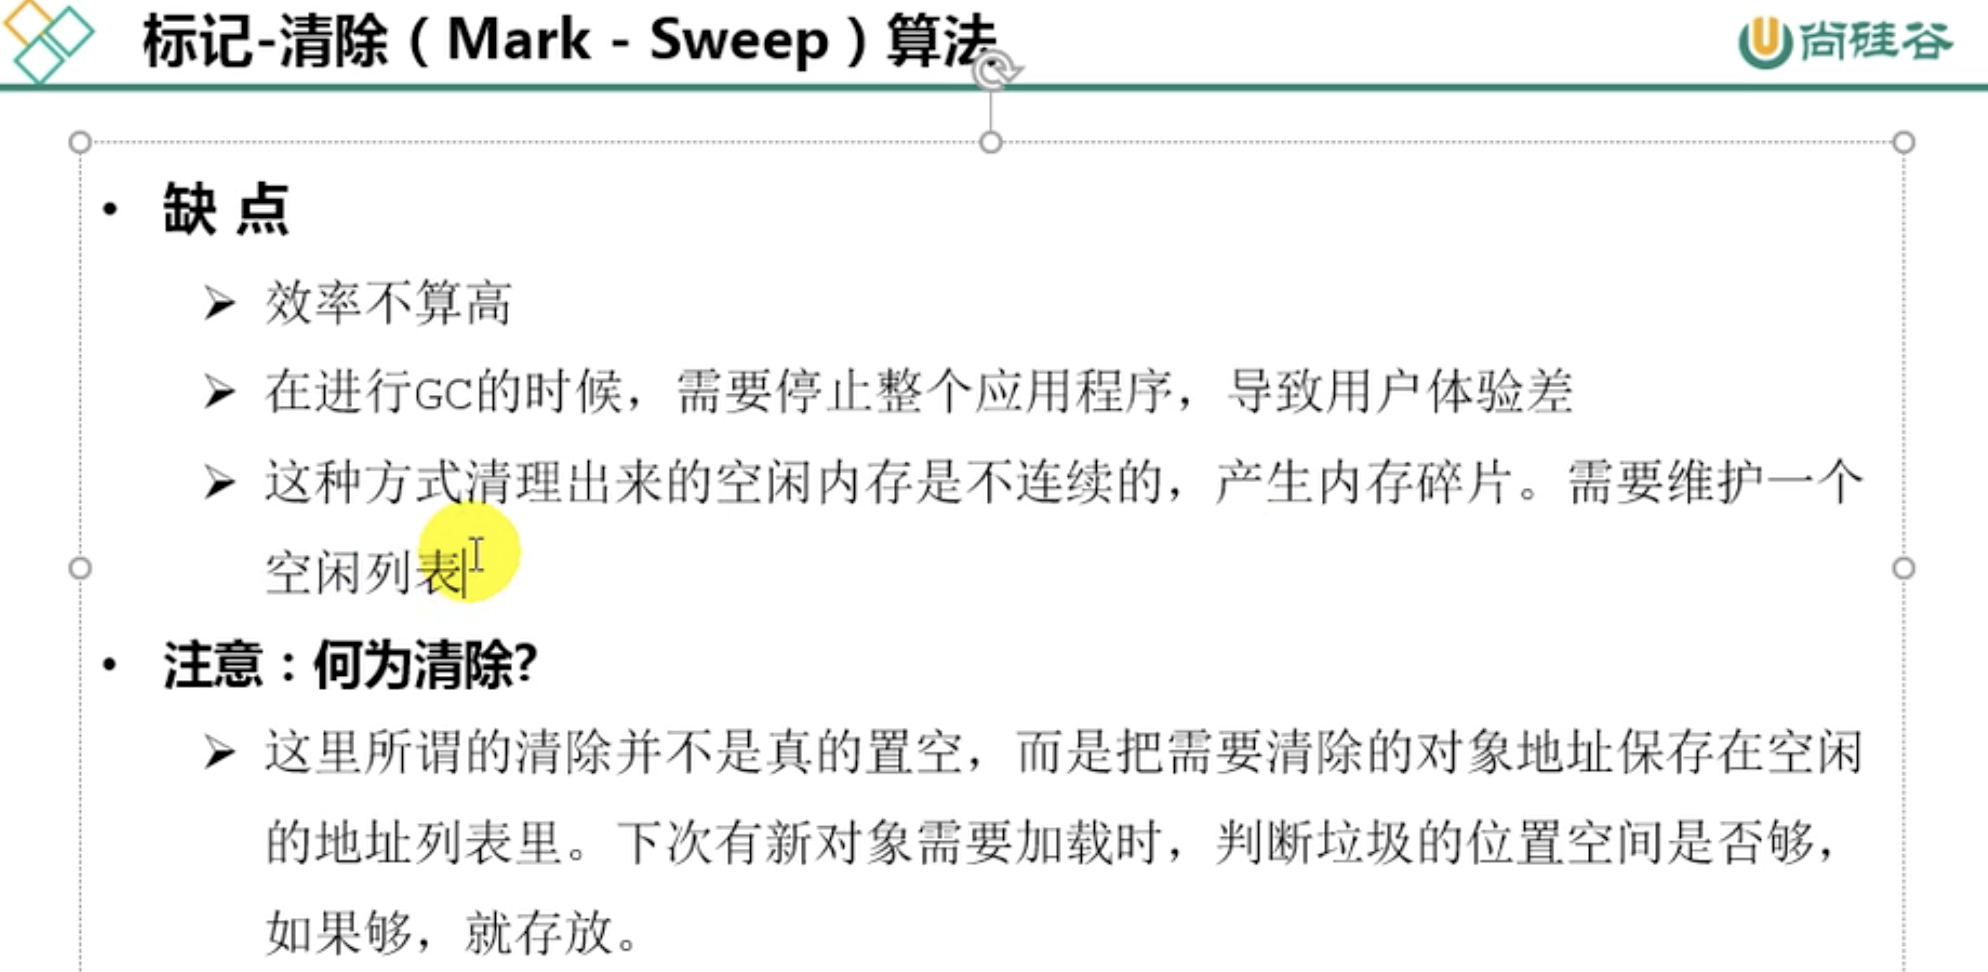 标记-清除（Mark - Sweep）算法
尚硅谷
• 缺 点
➢ 效率不算高
➢ 在进行GC的时候，需要停止整个应用程序，导致用户体验差
➢ 这种方式清理出来的空闲内存是不连续的，产生内存碎片。需要维护一个
空闲列表
• 注意：何为清除?
➢ 这里所谓的清除并不是真的置空，而是把需要清除的对象地址保存在空闲
的地址列表里。下次有新对象需要加载时，判断垃圾的位置空间是否够，
如果够，就存放。